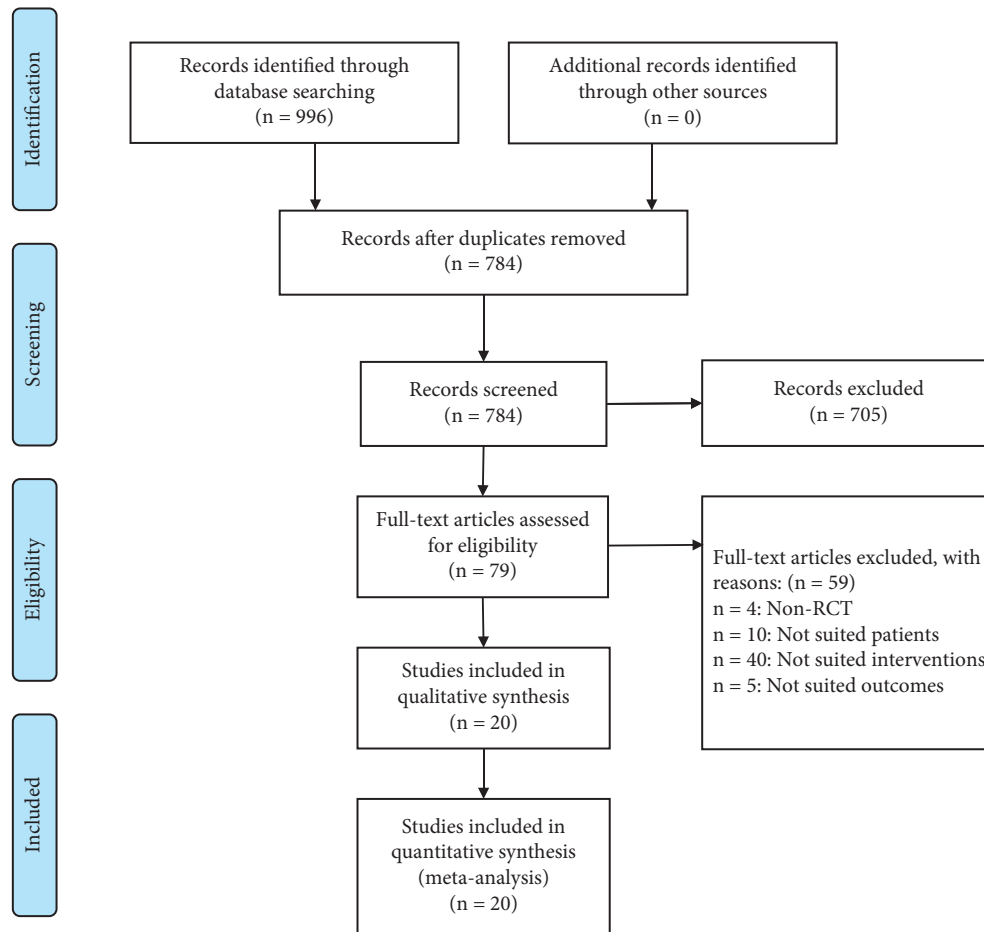 Identification
Records identified through
database searching
(n = 996)
Additional records identified
through other sources
(n = 0)
Records after duplicates removed
(n = 784)
Screening
Records screened
(n = 784)
Records excluded
(n = 705)
Eligibility
Full-text articles assessed
for eligibility
(n = 79)
Full-text articles excluded, with
reasons: (n = 59)
n = 4: Non-RCT
n = 10: Not suited patients
n = 40: Not suited interventions
n = 5: Not suited outcomes
Studies included in
qualitative synthesis
(n = 20)
Included
Studies included in
quantitative synthesis
(meta-analysis)
(n = 20)